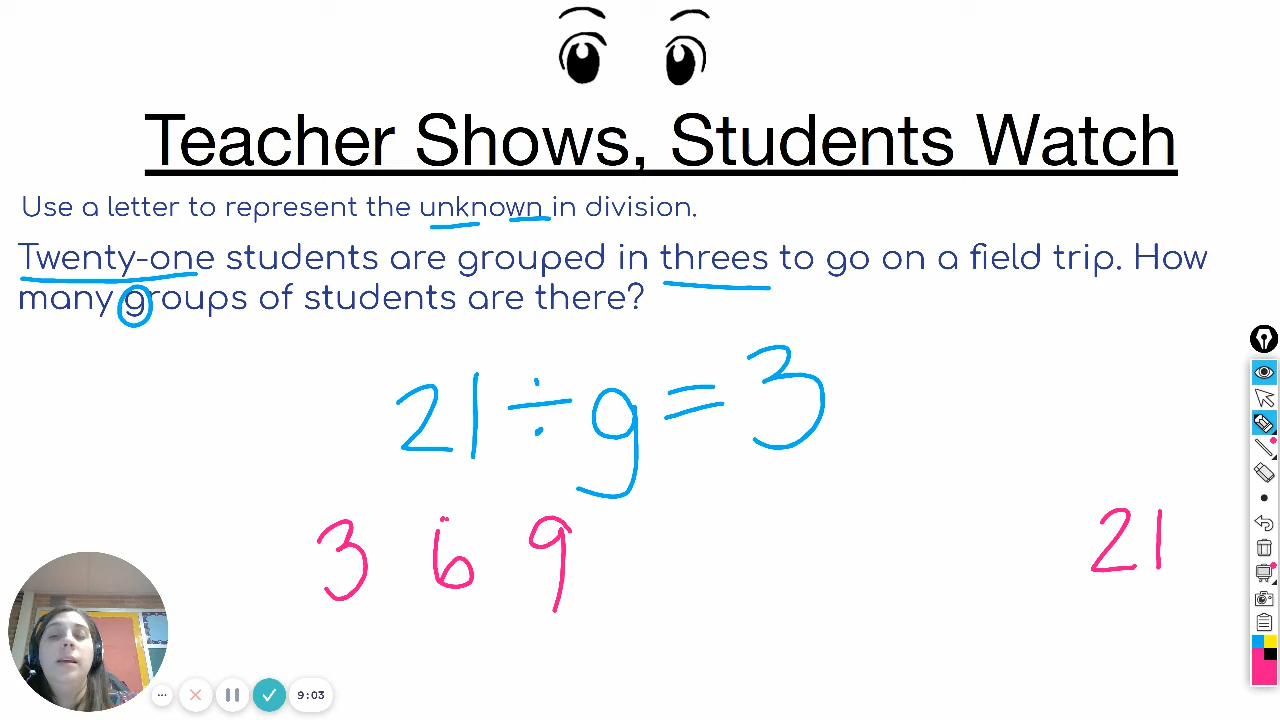 Teacher Shows, Students Watch
Use a letter to represent the unknown in division.
Twenty-one students are grouped in threes to go on a field trip. How
many groups of students are there?
21 ÷ g = 3
3 6 9 21
9:03